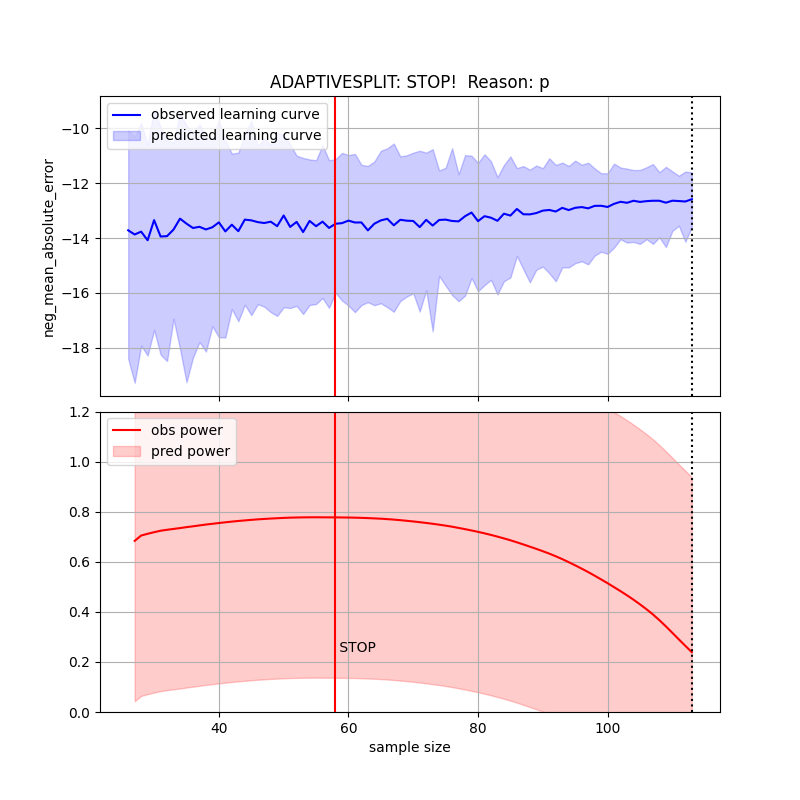 ADAPTIVESPLIT: STOP!  Reason: p
observed learning curve
predicted learning curve
−10
−12
−14
−16
−18
neg_mean_absolute_error
obs power
pred power
1.2
1.0
0.8
0.6
0.4
0.2
0.0
STOP
40 60 80 100
sample size